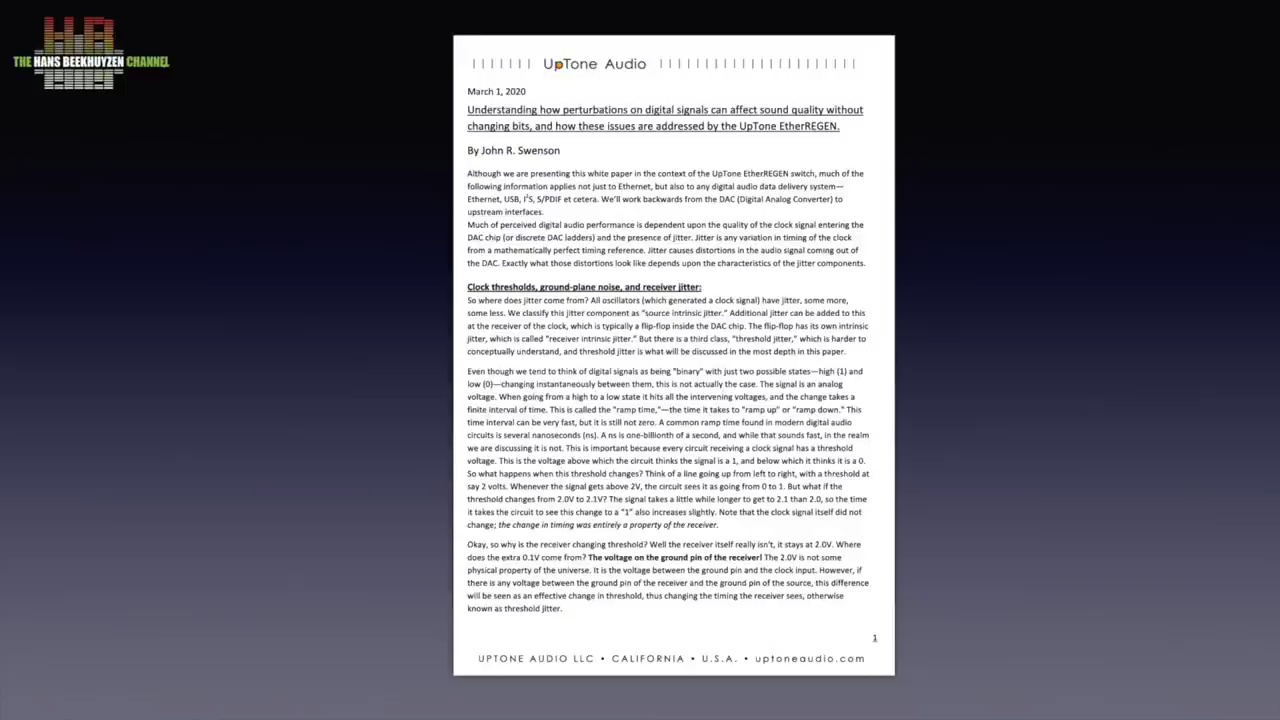 THE HANS BEEKHUYZEN CHANNEL
UpTone Audio
March 1, 2020
Understanding how perturbations on digital signals can affect sound quality without
changing bits, and how these issues are addressed by the UpTone EtherREGEN.
By John R. Swenson
Although we are presenting this white paper in the context of the UpTone EtherREGEN switch, much of the
following information applies not just to Ethernet, but also to any digital audio data delivery system—
Ethernet, USB, I²S, S/PDIF et cetera. We'll work backwards from the DAC (Digital Analog Converter) to
upstream interfaces.
Much of perceived digital audio performance is dependent upon the quality of the clock signal entering the
DAC chip (or discrete DAC ladders) and the presence of jitter. Jitter is any variation in timing of the clock
from a mathematically perfect timing reference. Jitter causes distortions in the audio signal coming out of
the DAC. Exactly what those distortions look like depends upon the characteristics of the jitter components.
Clock thresholds, ground-plane noise, and receiver jitter:
So where does jitter come from? All oscillators (which generated a clock signal) have jitter, some more,
some less. We classify this jitter component as "source intrinsic jitter." Additional jitter can be added to this
at the receiver of the clock, which is typically a flip-flop inside the DAC chip. The flip-flop has its own intrinsic
jitter, which is called "receiver intrinsic jitter." But there is a third class, "threshold jitter," which is harder to
conceptually understand, and threshold jitter is what will be discussed in the most depth in this paper.
Even though we tend to think of digital signals as being "binary" with just two possible states—high (1) and
low (0)—changing instantaneously between them, this is not actually the case. The signal is an analog
voltage. When going from a high to a low state it hits all the intervening voltages, and the change takes a
finite interval of time. This is called the "ramp time,"—the time it takes to "ramp up" or "ramp down." This
time interval can be very fast, but it is still not zero. A common ramp time found in modern digital audio
circuits is several nanoseconds (ns). A ns is one-billionth of a second, and while that sounds fast, in the realm
we are discussing it is not. This is important because every circuit receiving a clock signal has a threshold
voltage. This is the voltage above which the circuit thinks the signal is a 1, and below which it thinks it is a 0.
So what happens when this threshold changes? Think of a line going up from left to right, with a threshold at
say 2 volts. Whenever the signal gets above 2V, the circuit sees it as going from 0 to 1. But what if the
threshold changes from 2.0V to 2.1V? The signal takes a little while longer to get to 2.1 than 2.0, so the time
it takes the circuit to see this change to a "1" also increases slightly. Note that the clock signal itself did not
change; the change in timing was entirely a property of the receiver.
Okay, so why is the receiver changing threshold? Well the receiver itself really isn't, it stays at 2.0V. Where
does the extra 0.1V come from? The voltage on the ground pin of the receiver! The 2.0V is not some
physical property of the universe. It is the voltage between the ground pin and the clock input. However, if
there is any voltage between the ground pin of the receiver and the ground pin of the source, this difference
will be seen as an effective change in threshold, thus changing the timing the receiver sees, otherwise
known as threshold jitter.
1
UPTONE AUDIO LLC • CALIFORNIA • U.S.A. • uptoneaudio.com